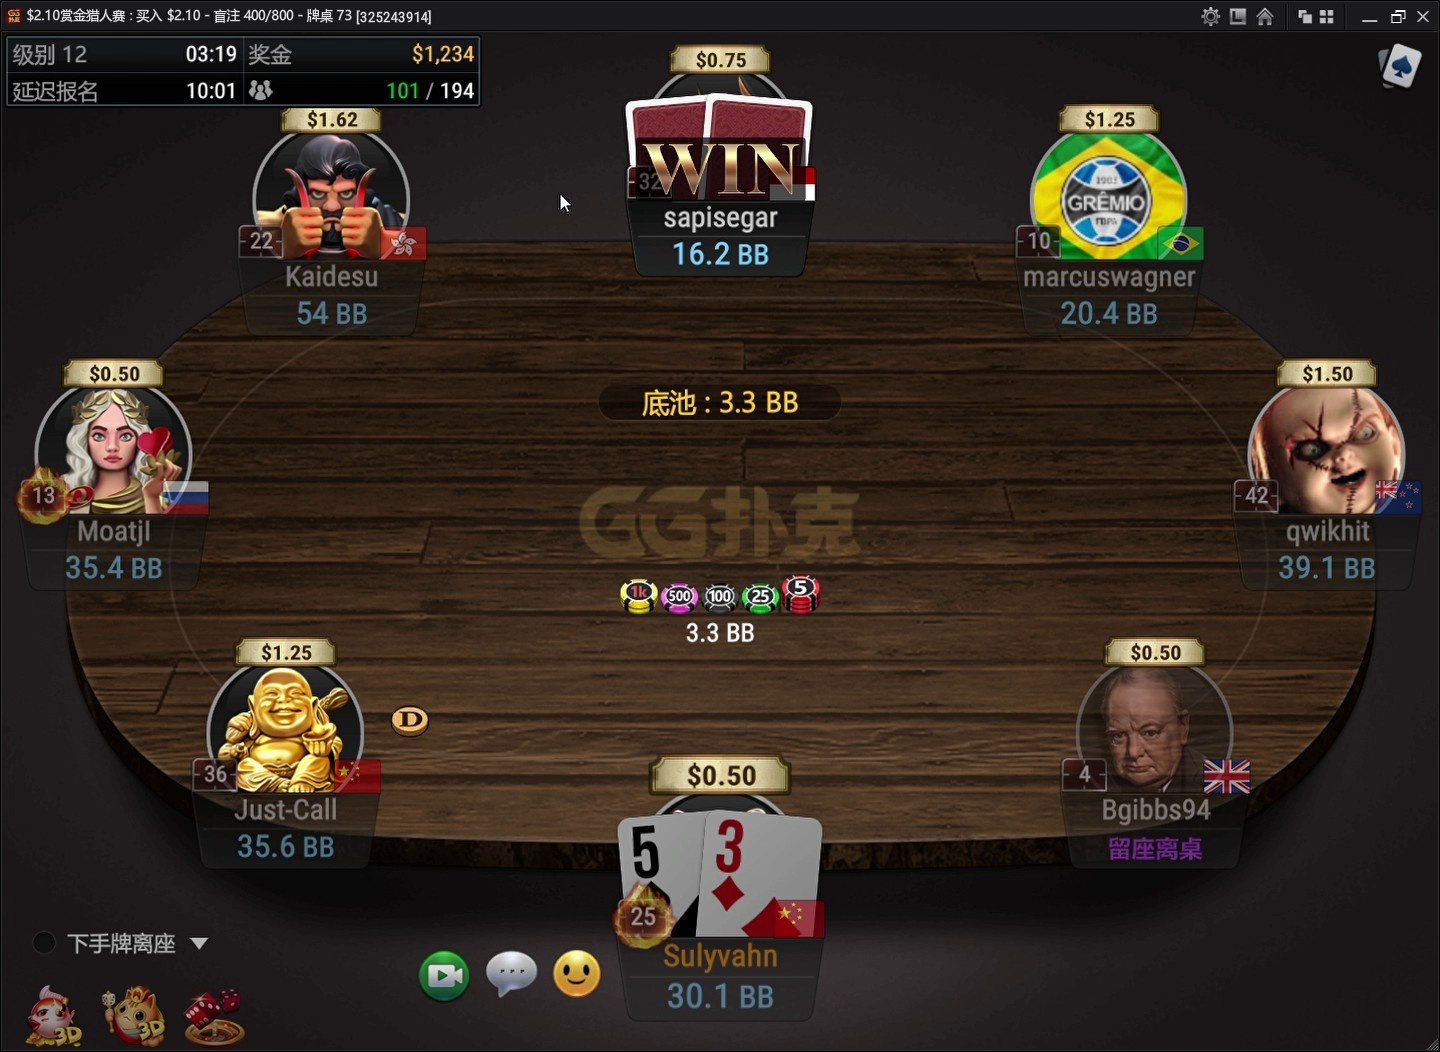 $2.10赏金猎人赛 : 买入 $2.10 - 盲注 400/800 - 牌桌 73 [325243914]
级别 12 03:19 奖金 $1,234
延迟报名 10:01 101 / 194
$0.75
WIN
32
sapisegar
16.2 BB
$1.62
22
Kaidesu
54 BB
$1.25
1903
GRÊMIO
FBPA
10
marcuswagner
20.4 BB
$0.50
13
Moatjl
35.4 BB
底池 : 3.3 BB
$1.50
42
qwikhit
39.1 BB
GG扑克
1k 500 100 25 5
3.3 BB
$1.25
36
Just-Call
35.6 BB
D
$0.50
4
Bgibbs94
留座离桌
$0.50
5 3
25
Sulyvahn
30.1 BB
下手牌离座
3D 3D